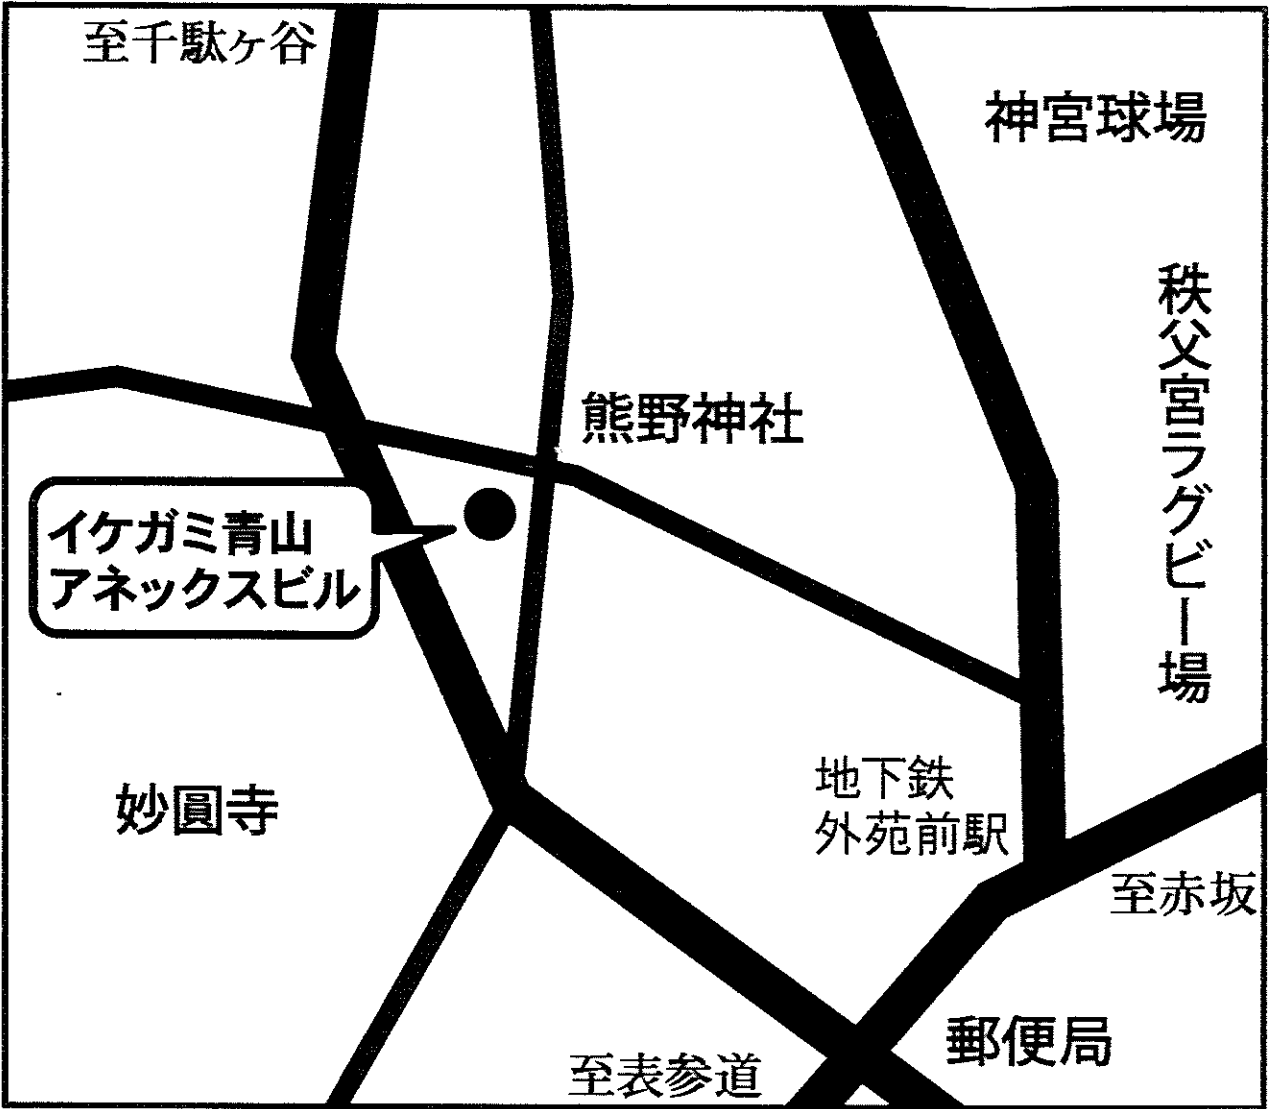 至千駄ヶ谷
神宮球場
秩父宮ラグビー場
熊野神社
イケガミ青山
アネックスビル
妙圓寺
地下鉄
外苑前駅
至赤坂
郵便局
至表参道